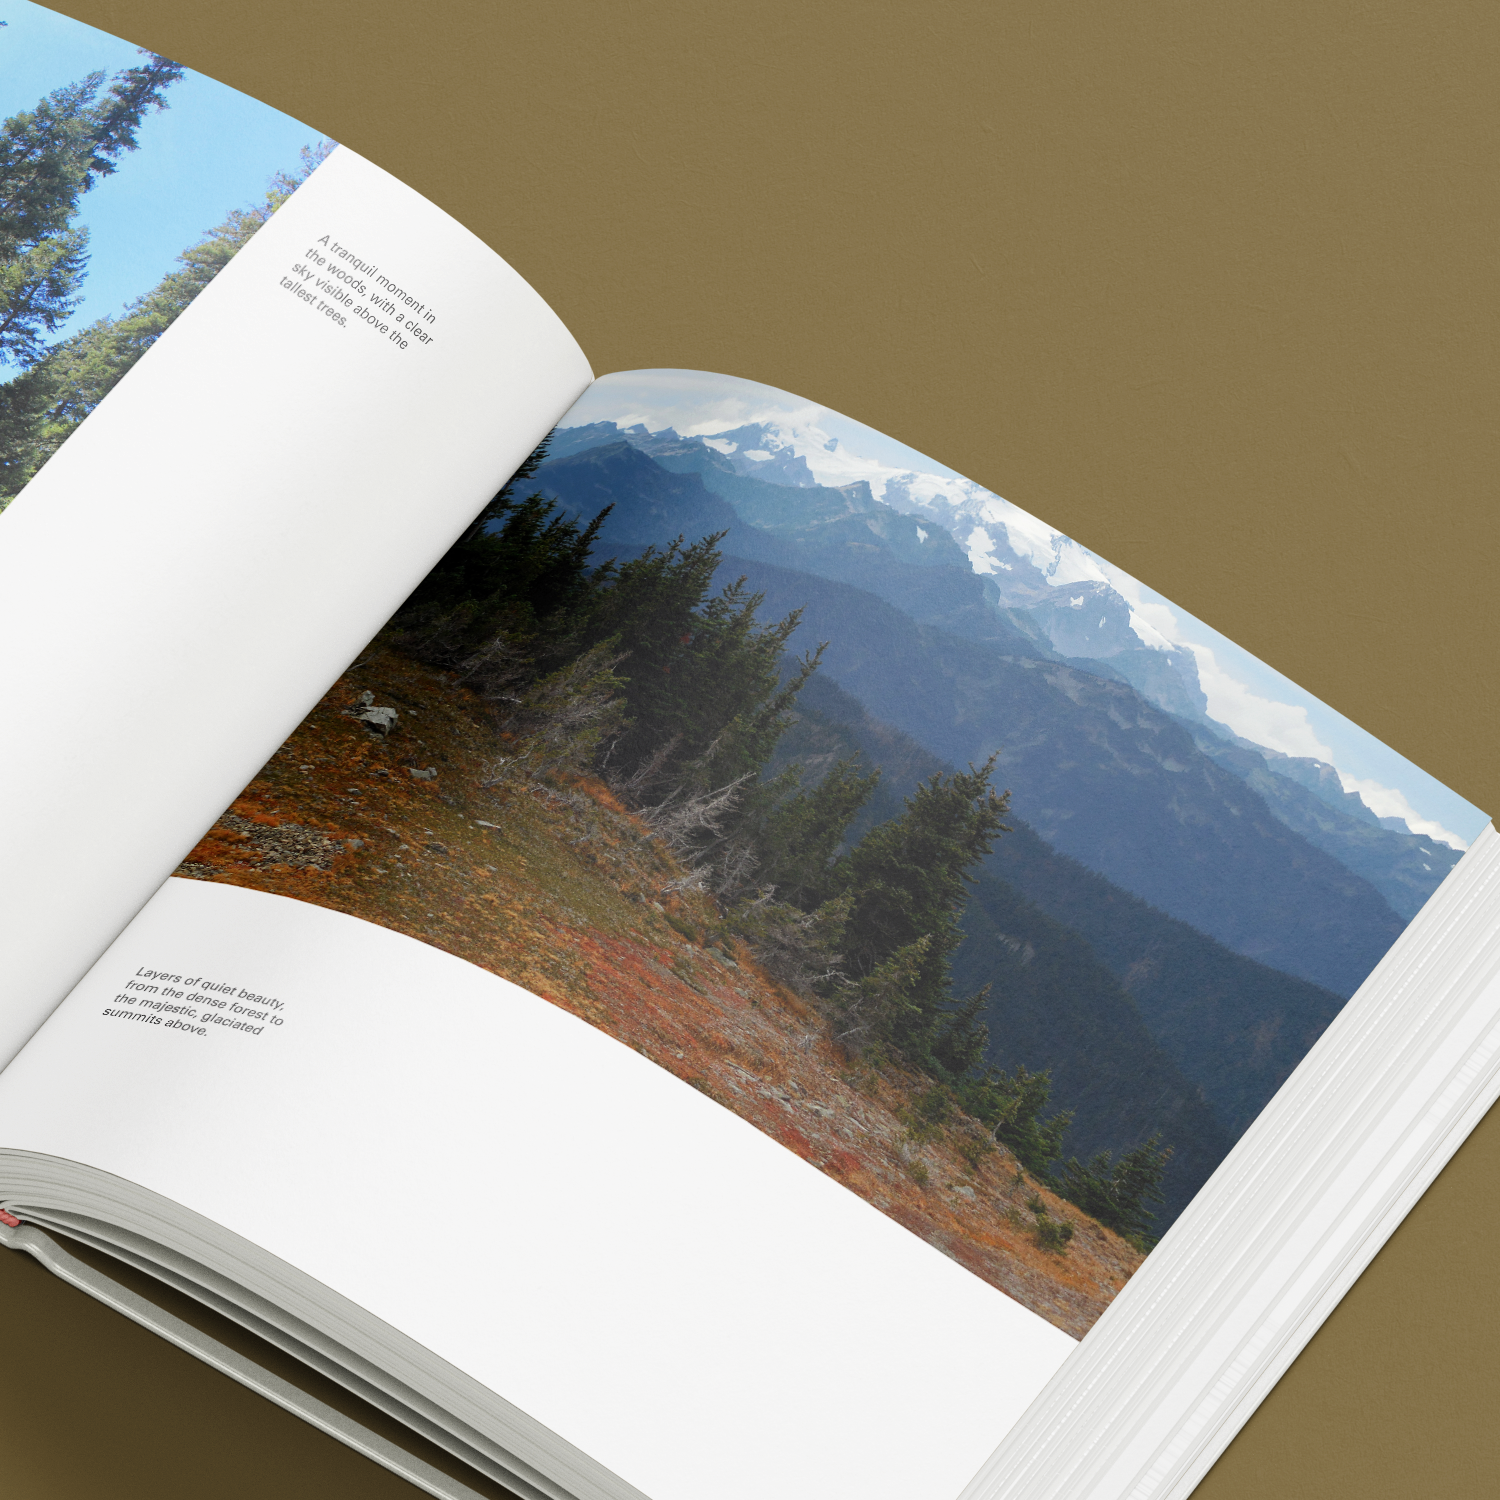 A tranquil moment in
the woods, with a clear
sky visible above the
tallest trees.
Layers of quiet beauty,
from the dense forest to
the majestic, glaciated
summits above.